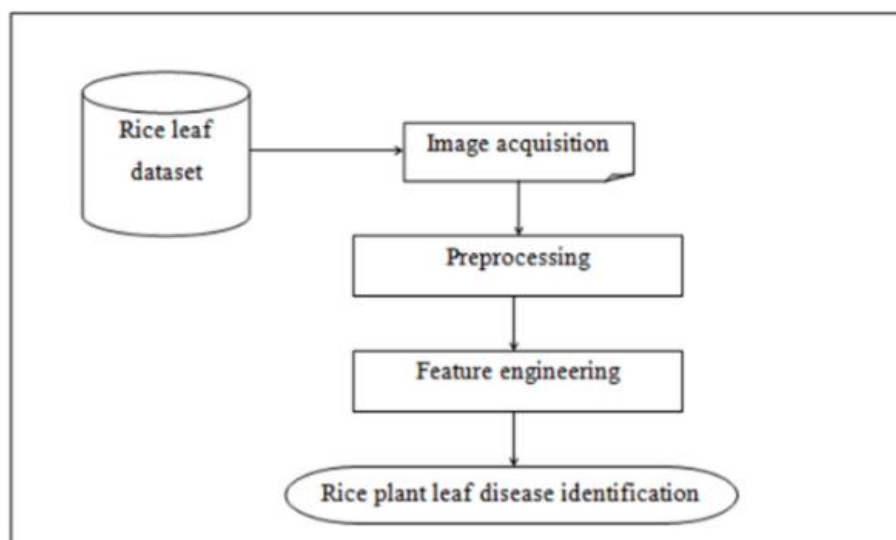 Rice leaf
dataset
Image acquisition
Preprocessing
Feature engineering
Rice plant leaf disease identification